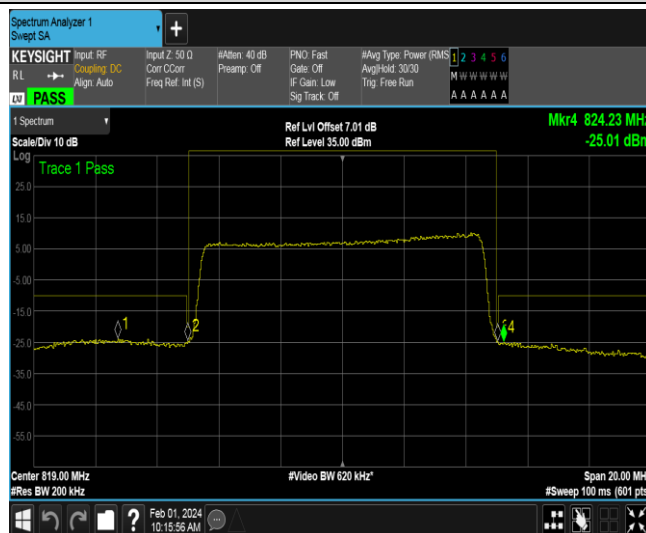 Spectrum Analyzer 1
Swept SA
KEYSIGHT
RL
LXI PASS
Input: RF
Coupling: DC
Align: Auto
Input Z: 50 Ω
Corr CCorr
Freq Ref: Int (S)
#Atten: 40 dB
Preamp: Off
PNO: Fast
Gate: Off
IF Gain: Low
Sig Track: Off
#Avg Type: Power (RMS
Avg|Hold: 30/30
Trig: Free Run
1 2 3 4 5 6
M W W W W W
A A A A A A
1 Spectrum
Scale/Div 10 dB
Ref Lvl Offset 7.01 dB
Ref Level 35.00 dBm
Mkr4 824.23 MHz
-25.01 dBm
Log
Trace 1 Pass
25.0
15.0
5.00
-5.00
-15.0
-25.0
-35.0
-45.0
-55.0
1
2
4
Center 819.00 MHz
#Res BW 200 kHz
#Video BW 620 kHz*
Span 20.00 MHz
#Sweep 100 ms (601 pts
?
Feb 01, 2024
10:15:56 AM